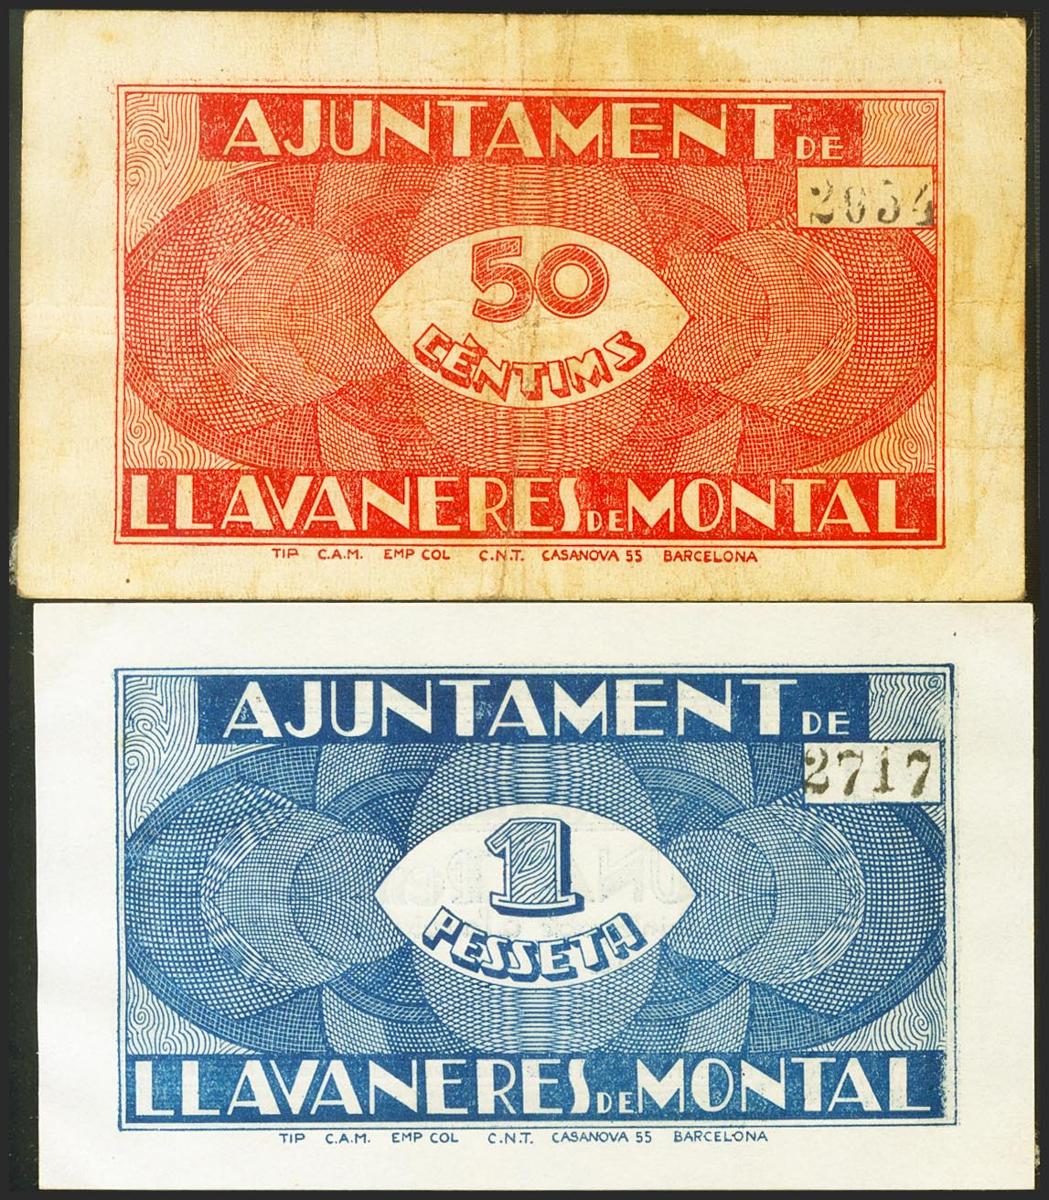 AJUNTAMENT DE
2054
50
CÈNTIMS
LLAVANERES DE MONTAL
TIP C.A.M. EMP COL C.N.T. CASANOVA 55 BARCELONA
AJUNTAMENT DE
2717
1
PESSETA
LLAVANERES DE MONTAL
TIP C.A.M. EMP COL C.N.T. CASANOVA 55 BARCELONA